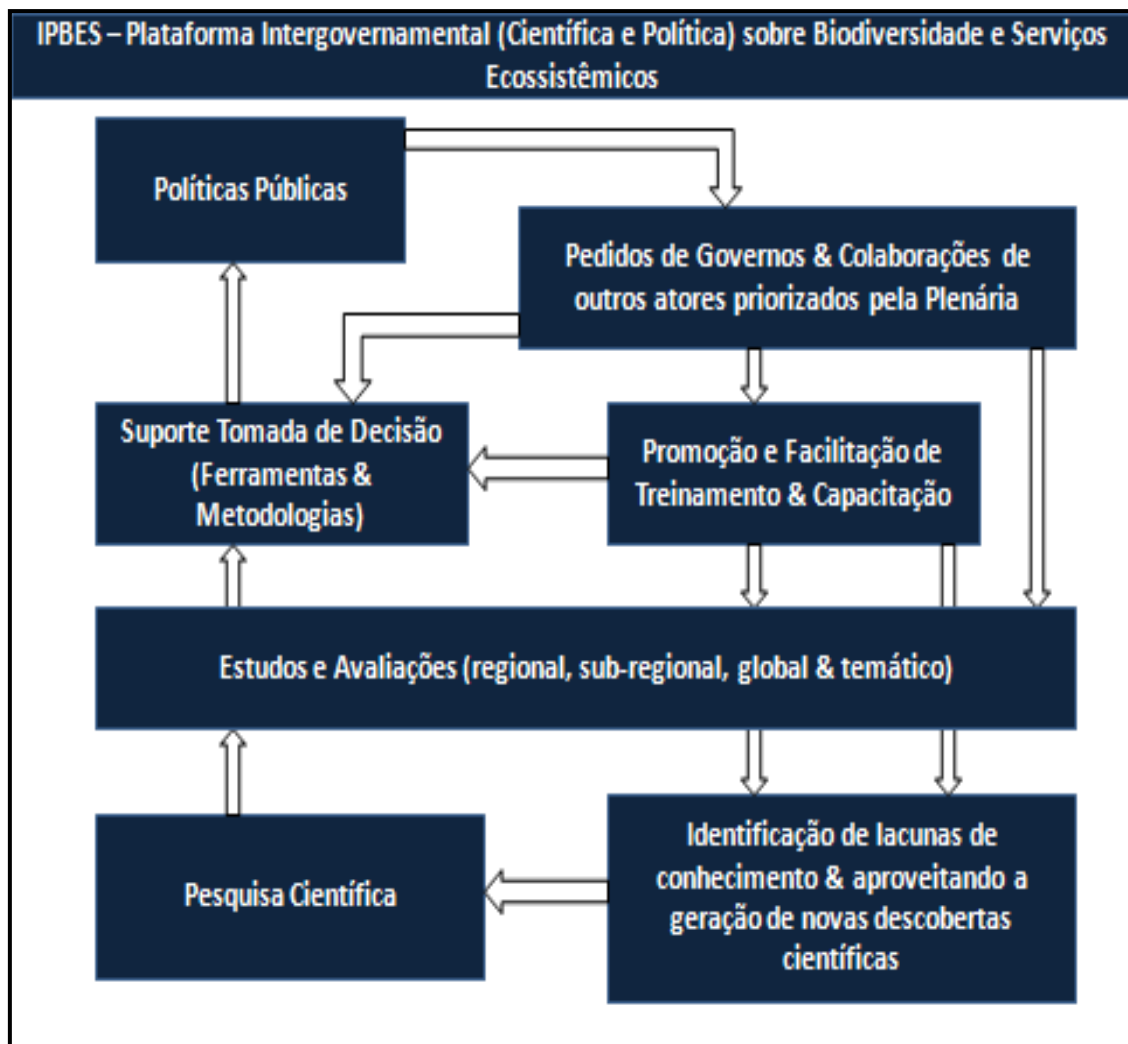 IPBES – Plataforma Intergovernamental (Científica e Política) sobre Biodiversidade e Serviços
Ecossistêmicos
Políticas Públicas
Pedidos de Governos & Colaborações de
outros atores priorizados pela Plenária
Suporte Tomada de Decisão
(Ferramentas &
Metodologias)
Promoção e Facilitação de
Treinamento & Capacitação
Estudos e Avaliações (regional, sub-regional, global & temático)
Pesquisa Científica
Identificação de lacunas de
conhecimento & aproveitando a
geração de novas descobertas
científicas